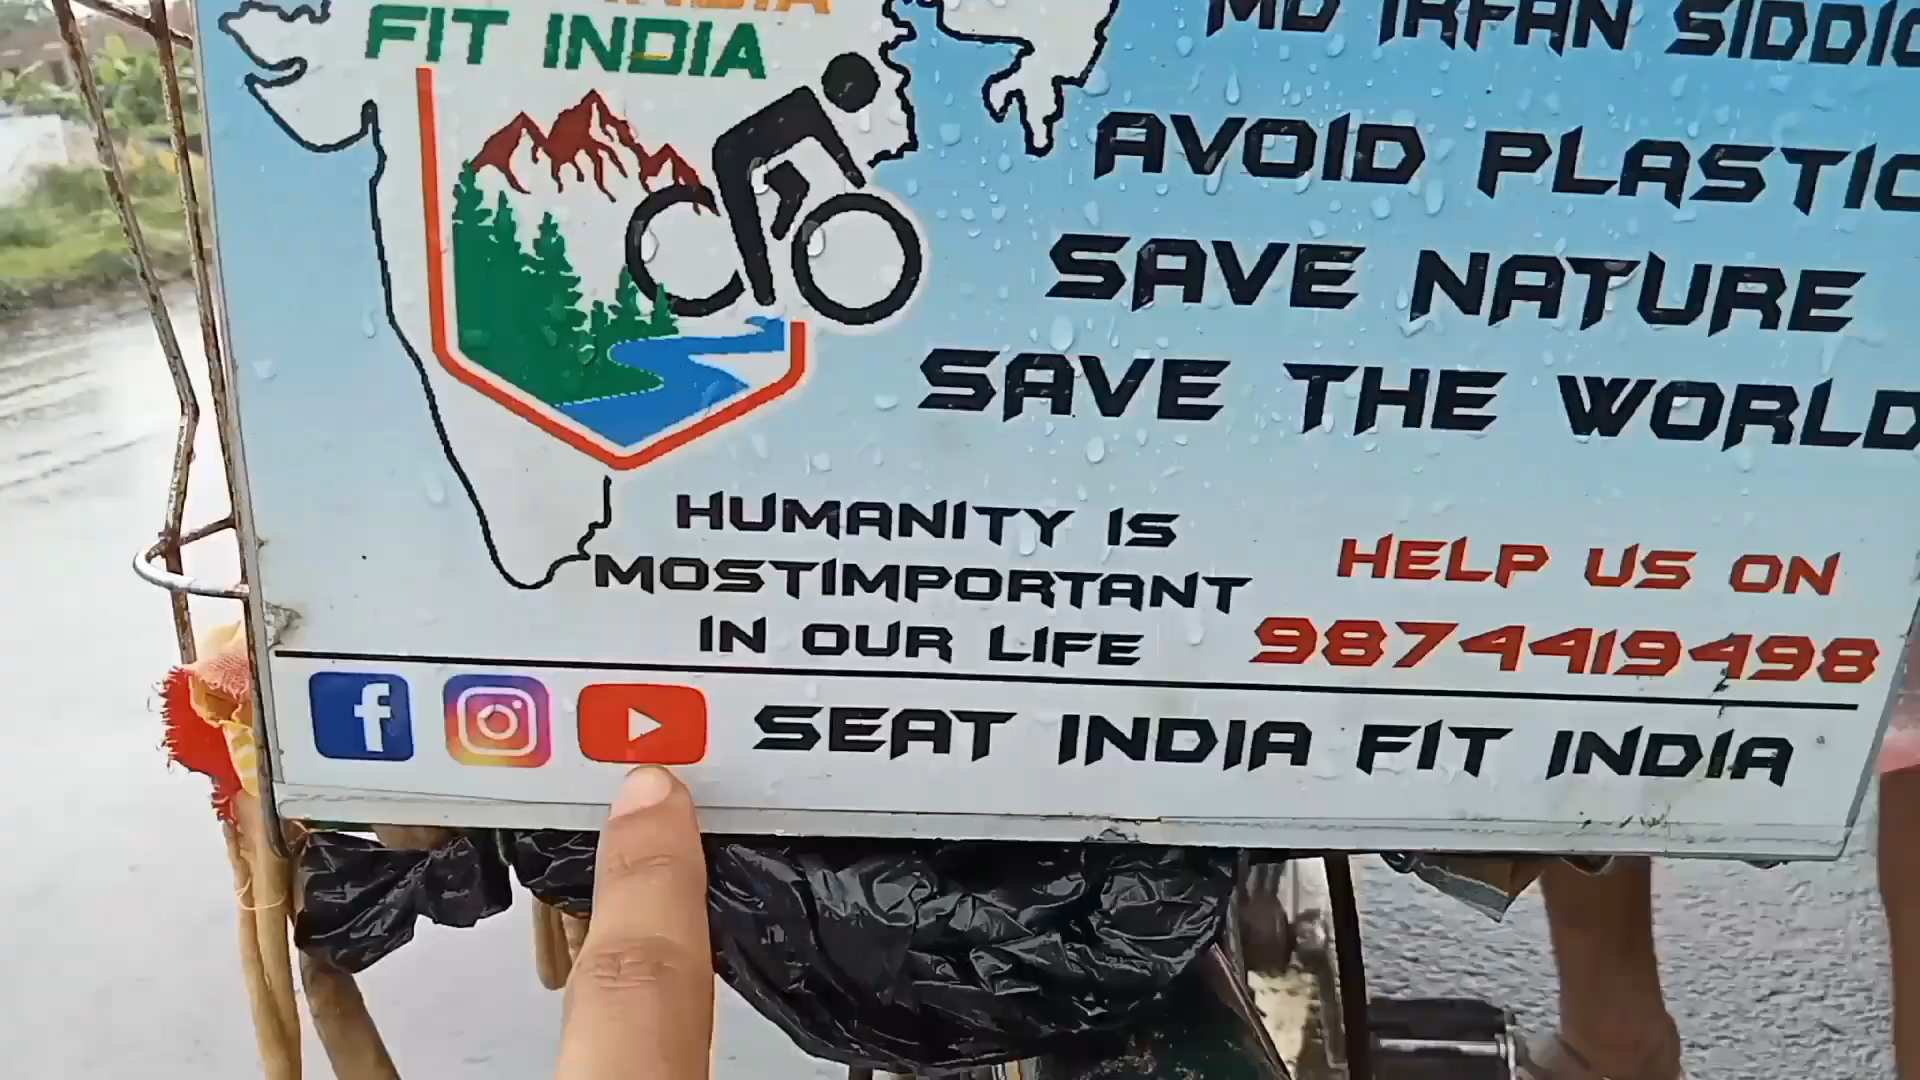 INDIA
FIT INDIA
MD IRFAN
AVOID PLASTIC
SAVE NATURE
SAVE THE WORLD
HUMANITY IS
MOSTIMPORTANT
IN OUR LIFE
HELP US ON
9874419498
SEAT INDIA FIT INDIA